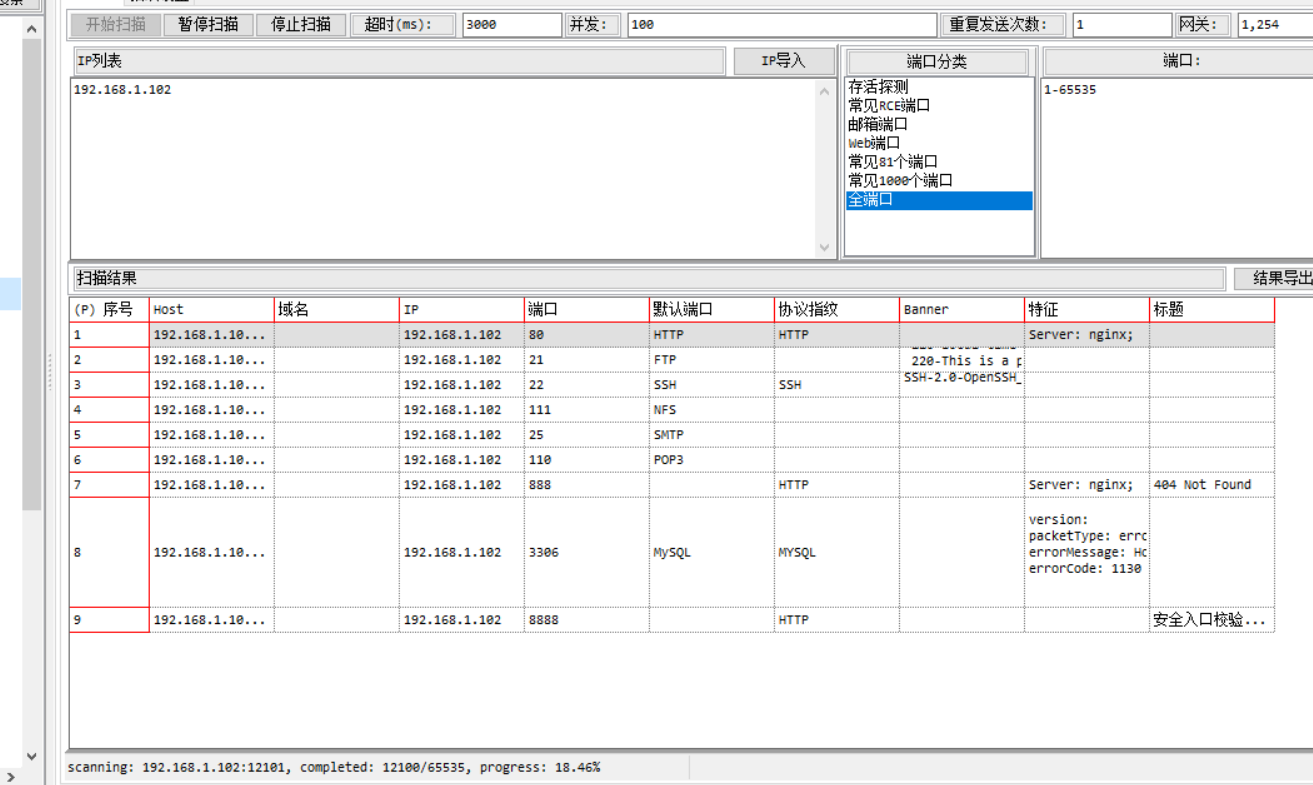 开始扫描 暂停扫描 停止扫描 超时(ms): 3000 并发: 100 重复发送次数: 1 网关: 1,254
IP列表 IP导入 端口分类 端口:
192.168.1.102
存活探测
常见RCE端口
邮箱端口
Web端口
常见81个端口
常见1000个端口
全端口
1-65535
扫描结果 结果导出
(P) 序号 Host 域名 IP 端口 默认端口 协议指纹 Banner 特征 标题
1 192.168.1.10... 192.168.1.102 80 HTTP HTTP Server: nginx;
2 192.168.1.10... 192.168.1.102 21 FTP 220-This is a p
3 192.168.1.10... 192.168.1.102 22 SSH SSH SSH-2.0-OpenSSH_
4 192.168.1.10... 192.168.1.102 111 NFS
5 192.168.1.10... 192.168.1.102 25 SMTP
6 192.168.1.10... 192.168.1.102 110 POP3
7 192.168.1.10... 192.168.1.102 888 HTTP Server: nginx; 404 Not Found
version:
packetType: errc
8 192.168.1.10... 192.168.1.102 3306 MySQL MYSQL errorMessage: Hc
errorCode: 1130
9 192.168.1.10... 192.168.1.102 8888 HTTP 安全入口校验...
scanning: 192.168.1.102:12101, completed: 12100/65535, progress: 18.46%